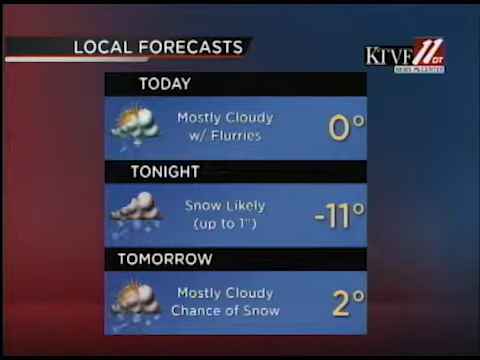 LOCAL FORECASTS
KTVF 11 DT
TODAY
Mostly Cloudy
w/ Flurries
0°
TONIGHT
Snow Likely
(up to 1")
-11°
TOMORROW
Mostly Cloudy
Chance of Snow
2°